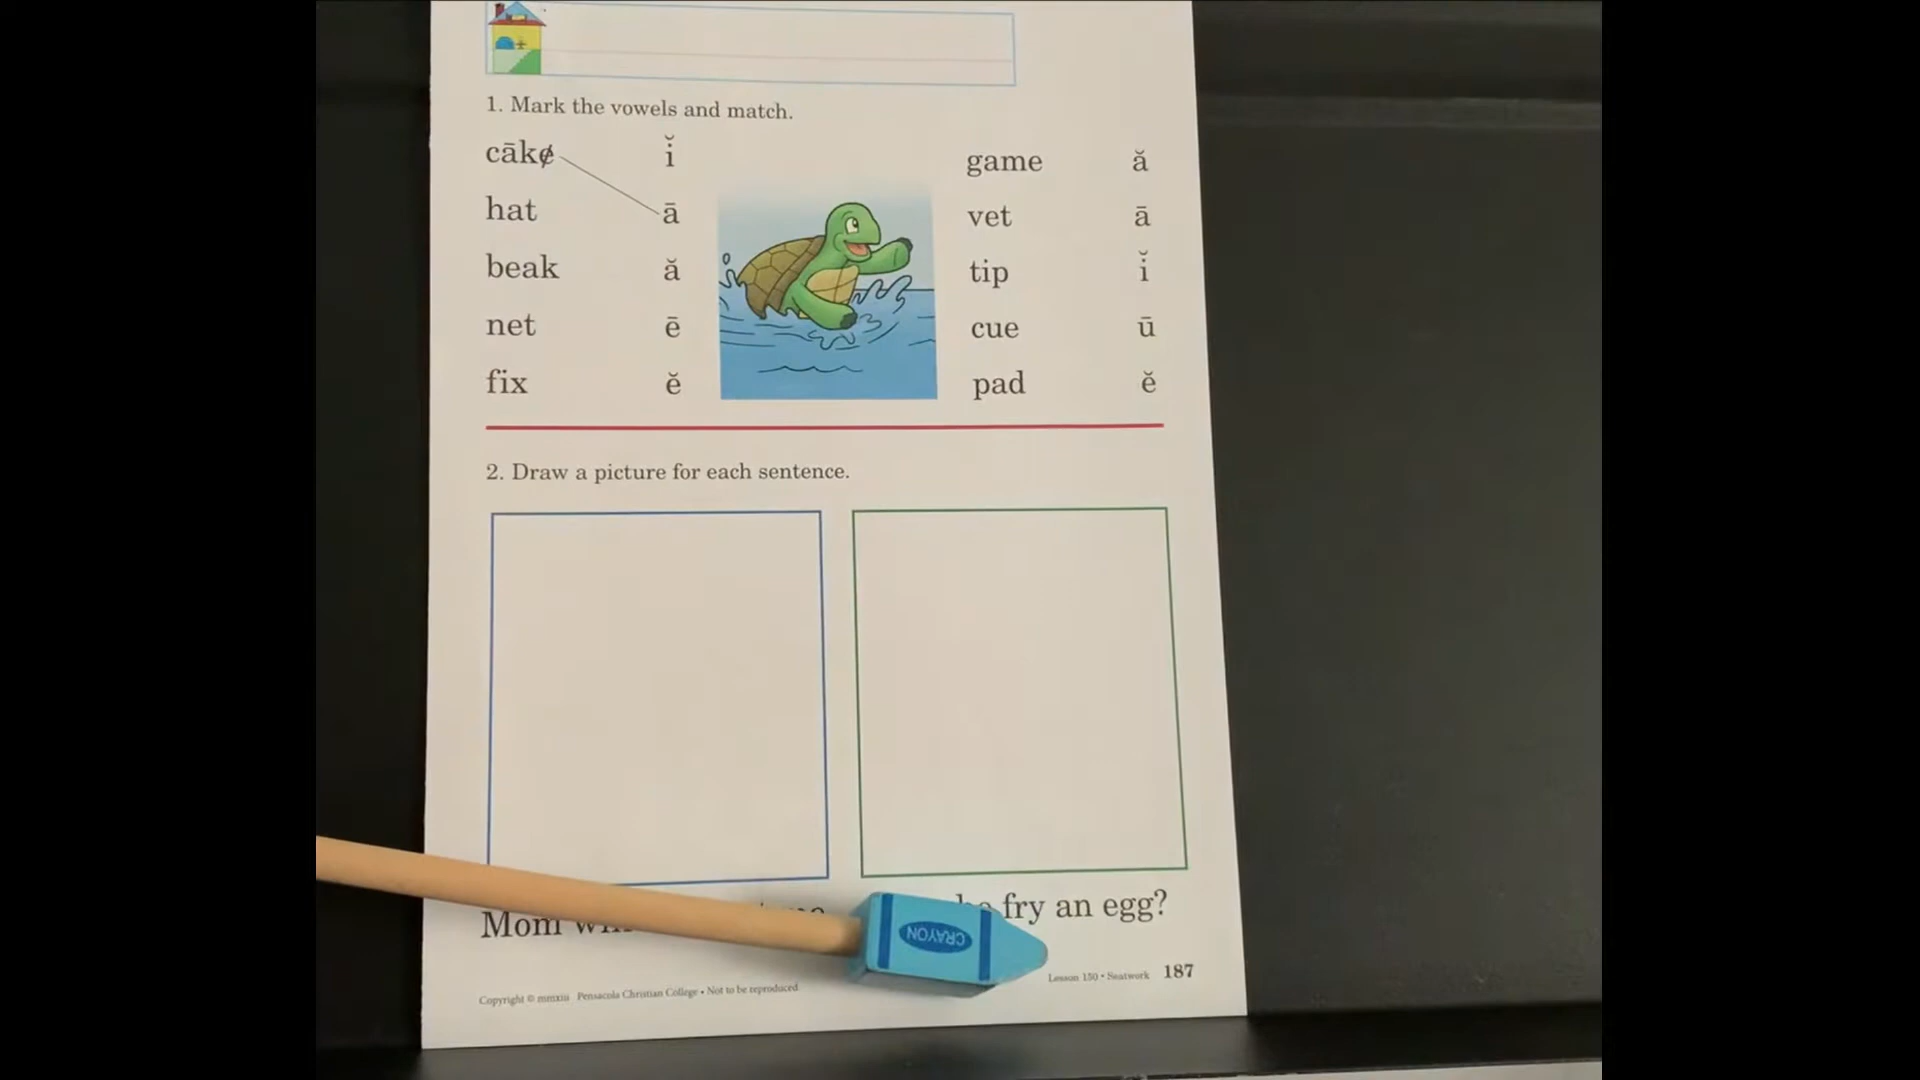 1. Mark the vowels and match.
cāke̸ ĭ
hat ā
beak ă
net ē
fix ĕ
game ă
vet ā
tip ĭ
cue ū
pad ĕ
2. Draw a picture for each sentence.
Mom
fry an egg?
CRAYON
Lesson 150 • Seatwork 187
Copyright © mmxiii Pensacola Christian College • Not to be reproduced